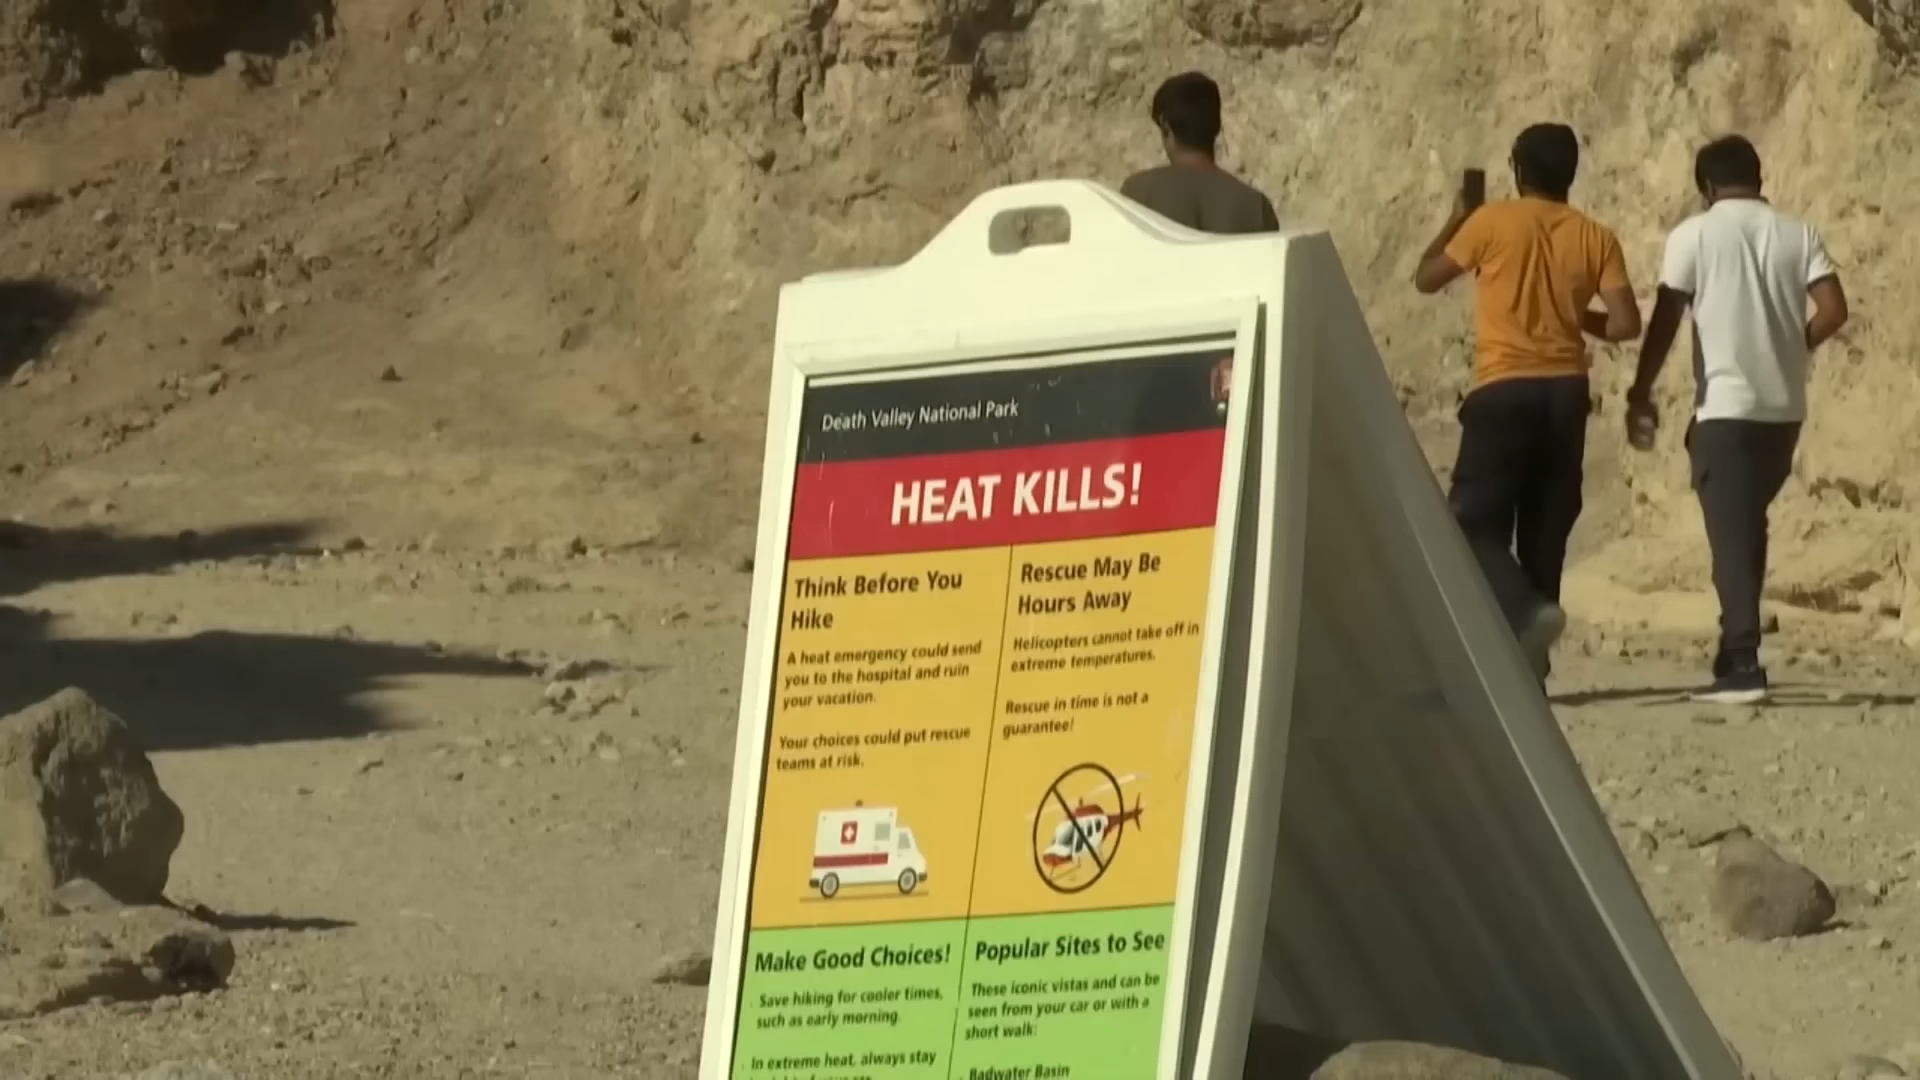 Death Valley National Park
HEAT KILLS!
Think Before You
Hike
A heat emergency could send
you to the hospital and ruin
your vacation.
Your choices could put rescue
teams at risk.
Rescue May Be
Hours Away
Helicopters cannot take off in
extreme temperatures.
Rescue in time is not a
guarantee!
Make Good Choices!
Save hiking for cooler times,
such as early morning.
In extreme heat, always stay
Popular Sites to See
These iconic vistas and can be
seen from your car or with a
short walk:
Badwater Basin